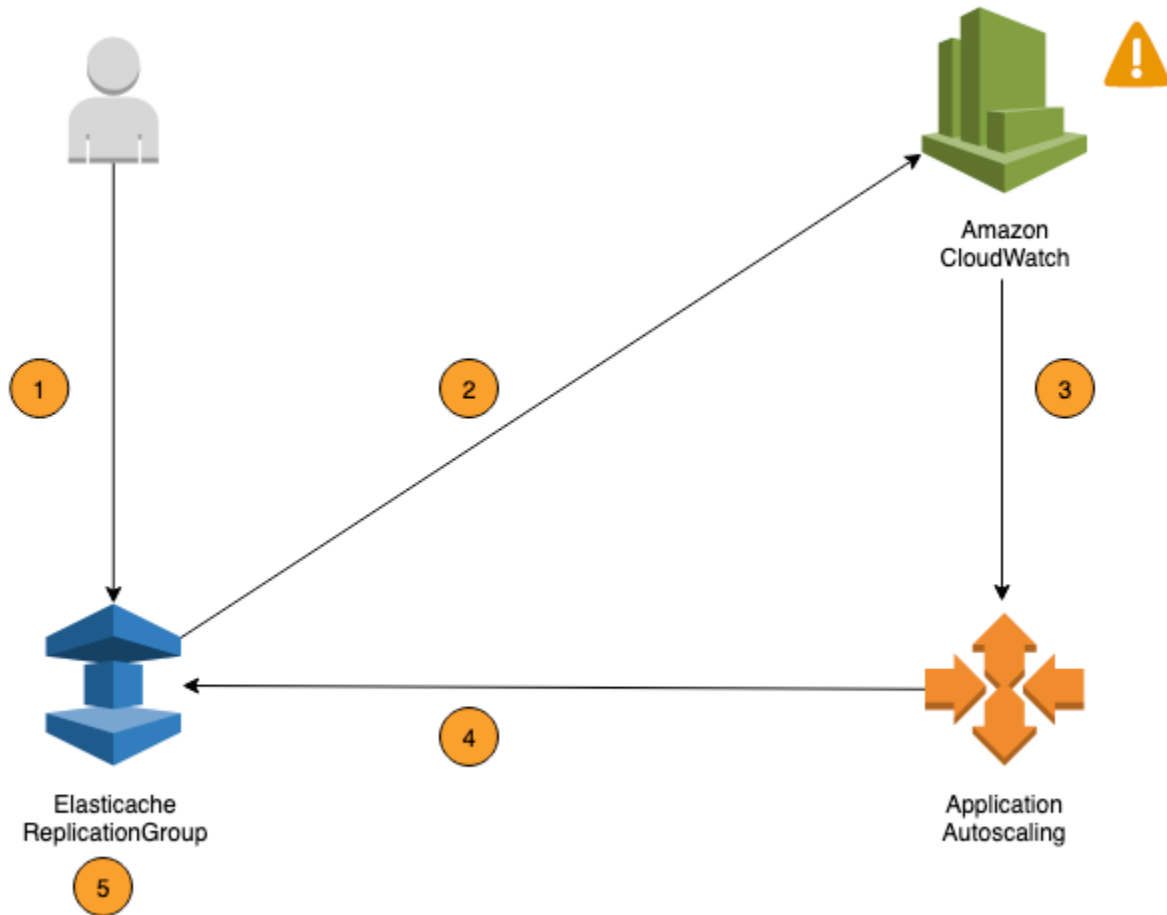 Amazon
CloudWatch
1
2
3
4
Elasticache
ReplicationGroup
Application
Autoscaling
5